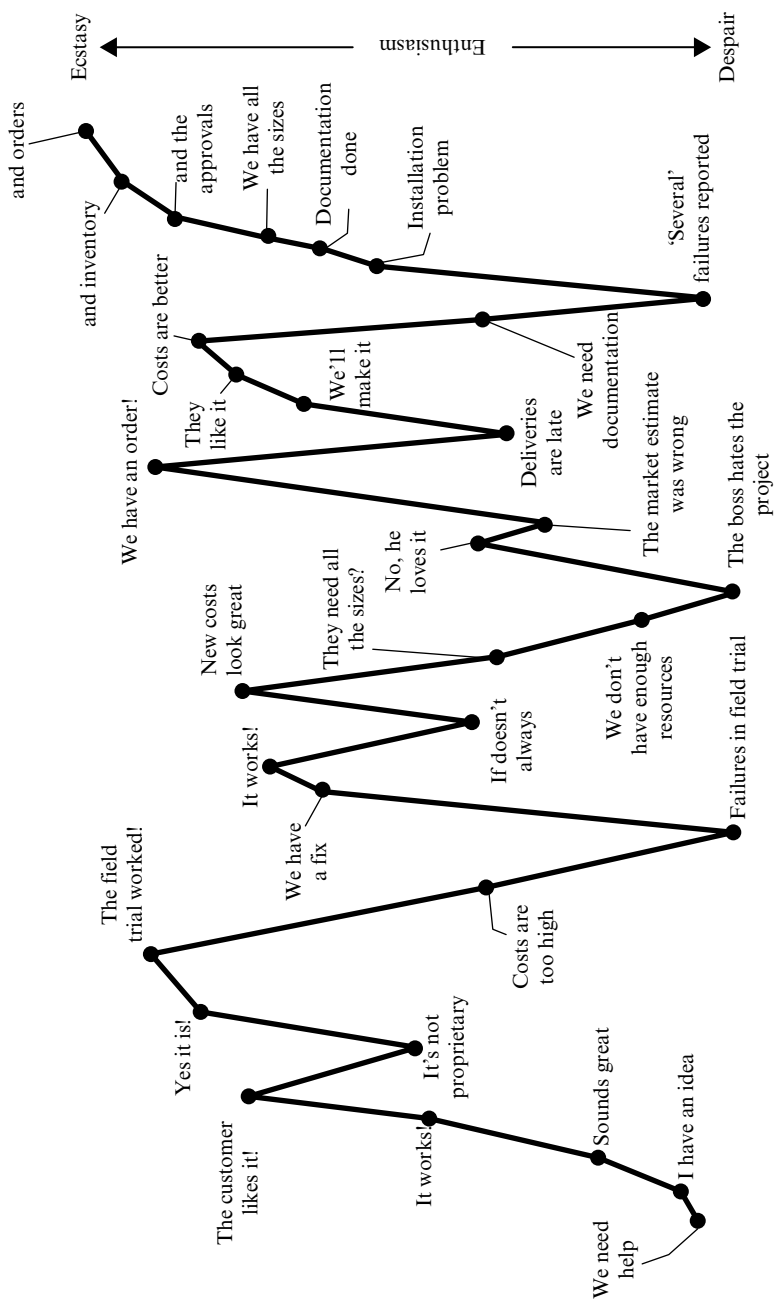 We need
help
I have an idea
Sounds great
It works!
The customer
likes it!
It's not
proprietary
Yes it is!
The field
trial worked!
Costs are
too high
Failures in field trial
We have
a fix
It works!
If doesn't
always
New costs
look great
They need all
the sizes?
We don't
have enough
resources
The boss hates the
project
No, he
loves it
The market estimate
was wrong
We have an order!
Deliveries
are late
We'll
make it
They
like it
Costs are better
We need
documentation
‘Several’
failures reported
Installation
problem
Documentation
done
We have all
the sizes
and the
approvals
and inventory
and orders
Ecstasy
Enthusiasm
Despair